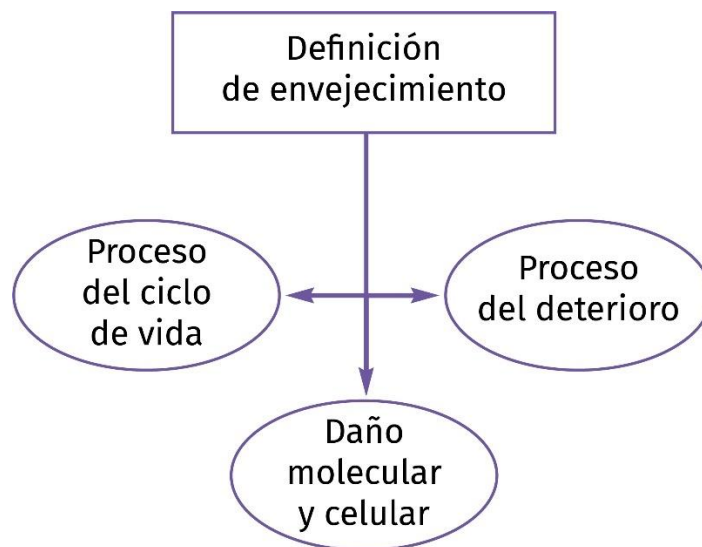 Definición
de envejecimiento
Proceso
del ciclo
de vida
Proceso
del deterioro
Daño
molecular
y celular